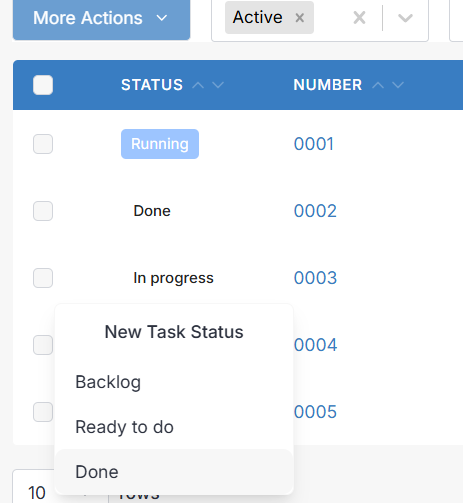 More Actions
Active
STATUS NUMBER
Running 0001
Done 0002
In progress 0003
New Task Status 0004
Backlog
Ready to do 0005
Done
10 rows